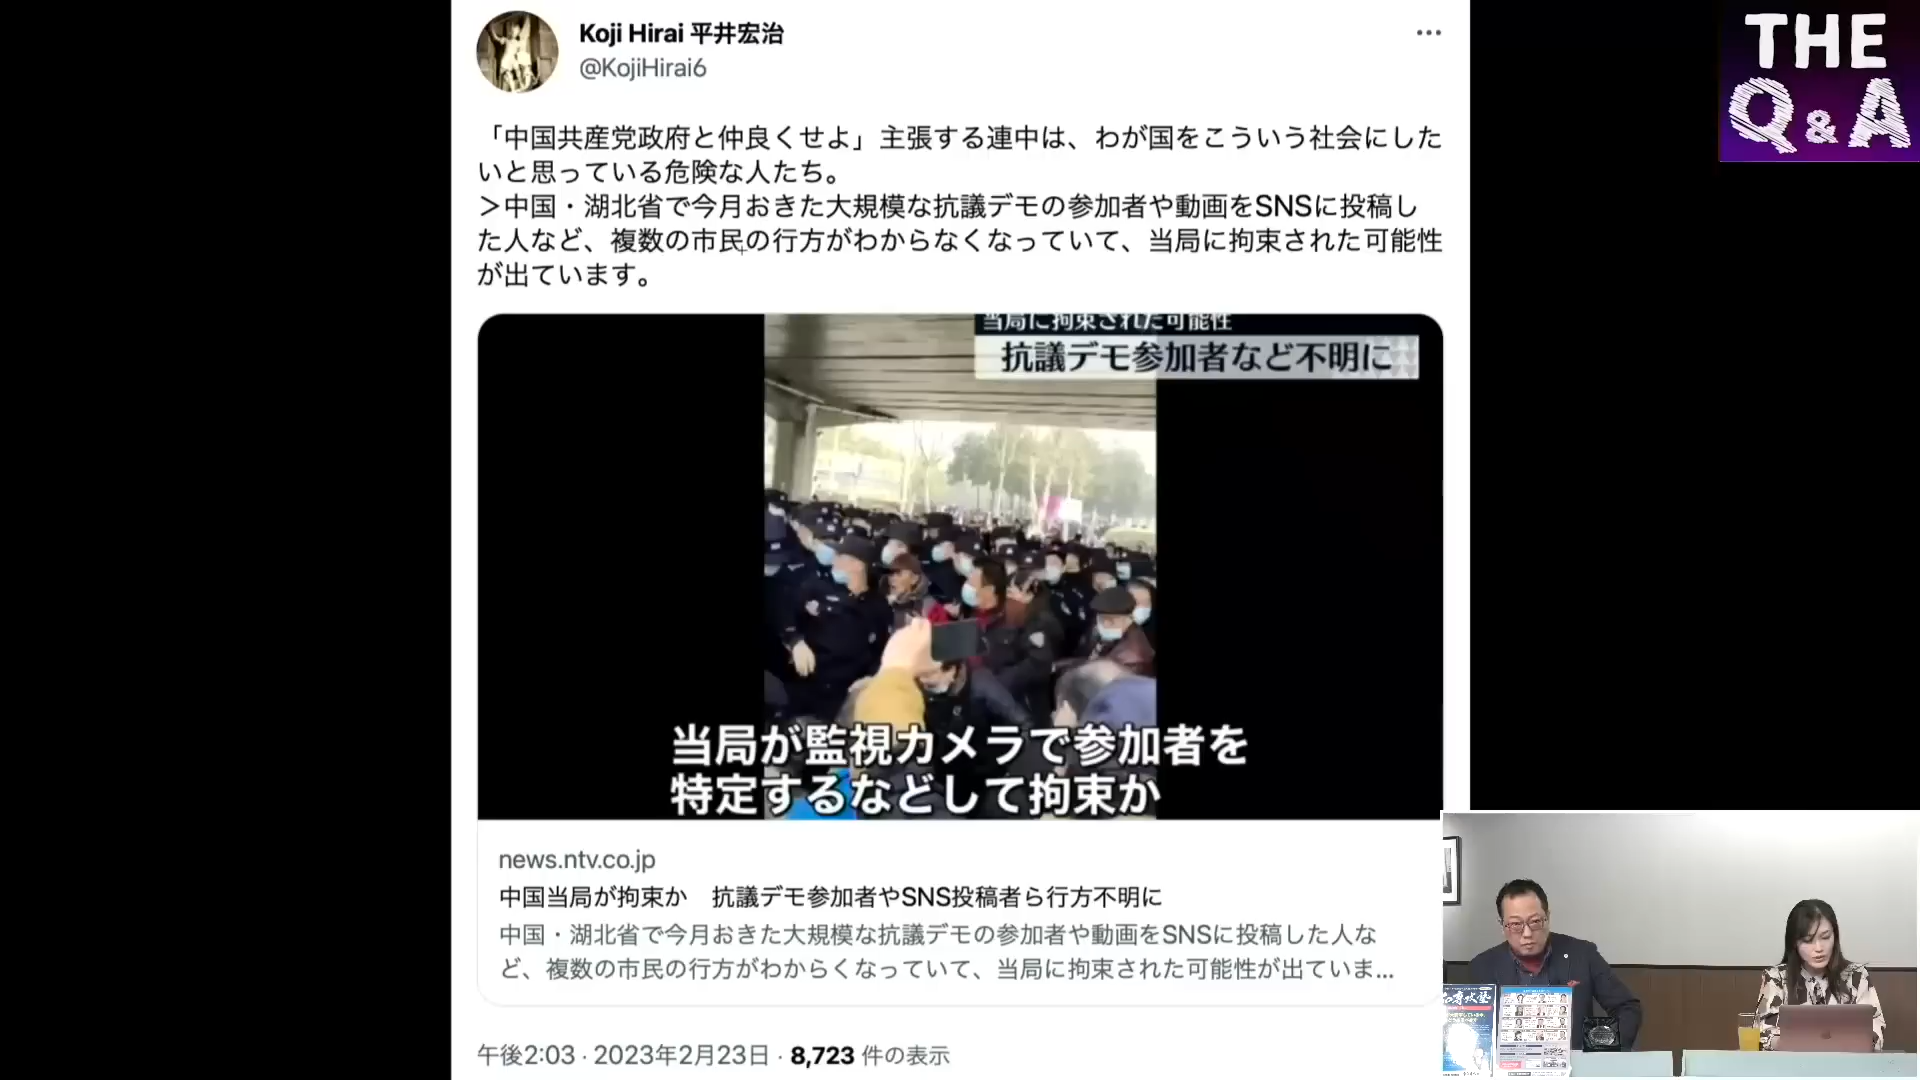 Koji Hirai 平井宏治
@KojiHirai6
THE
Q&A
「中国共産党政府と仲良くせよ」主張する連中は、わが国をこういう社会にした
いと思っている危険な人たち。
＞中国・湖北省で今月おきた大規模な抗議デモの参加者や動画をSNSに投稿し
た人など、複数の市民の行方がわからなくなっていて、当局に拘束された可能性
が出ています。
当局に拘束された可能性
抗議デモ参加者など不明に
当局が監視カメラで参加者を
特定するなどして拘束か
news.ntv.co.jp
中国当局が拘束か　抗議デモ参加者やSNS投稿者ら行方不明に
中国・湖北省で今月おきた大規模な抗議デモの参加者や動画をSNSに投稿した人な
ど、複数の市民の行方がわからくなっていて、当局に拘束された可能性が出ていま...
午後2:03 · 2023年2月23日 · 8,723 件の表示